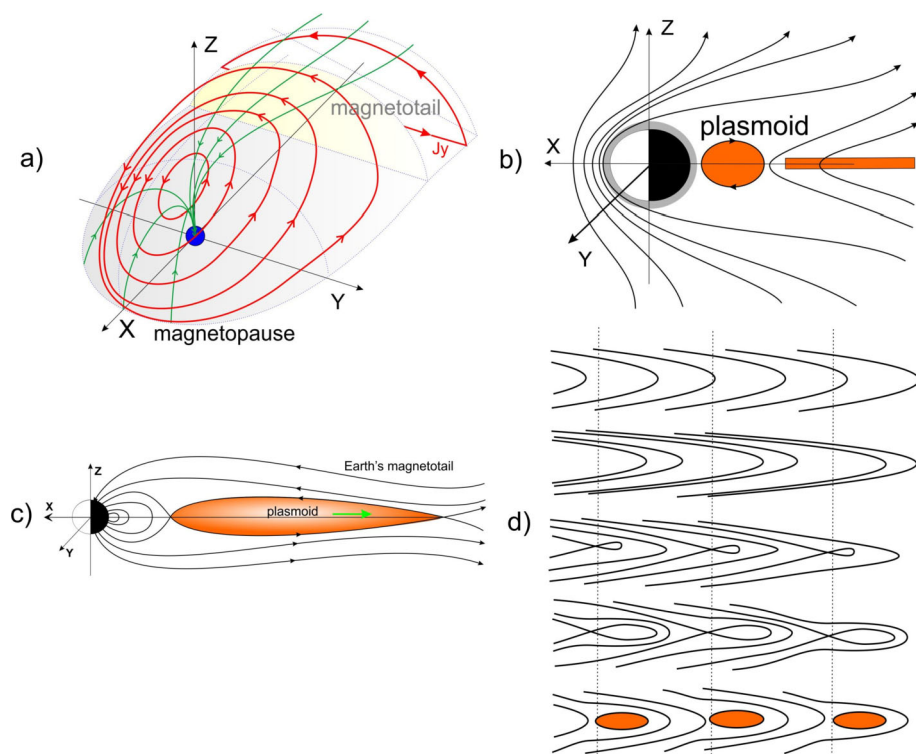 a)
Z
magnetotail
Jy
Y
X
magnetopause
b)
Z
X
plasmoid
Y
c)
Z
X
Y
Earth's magnetotail
plasmoid
d)